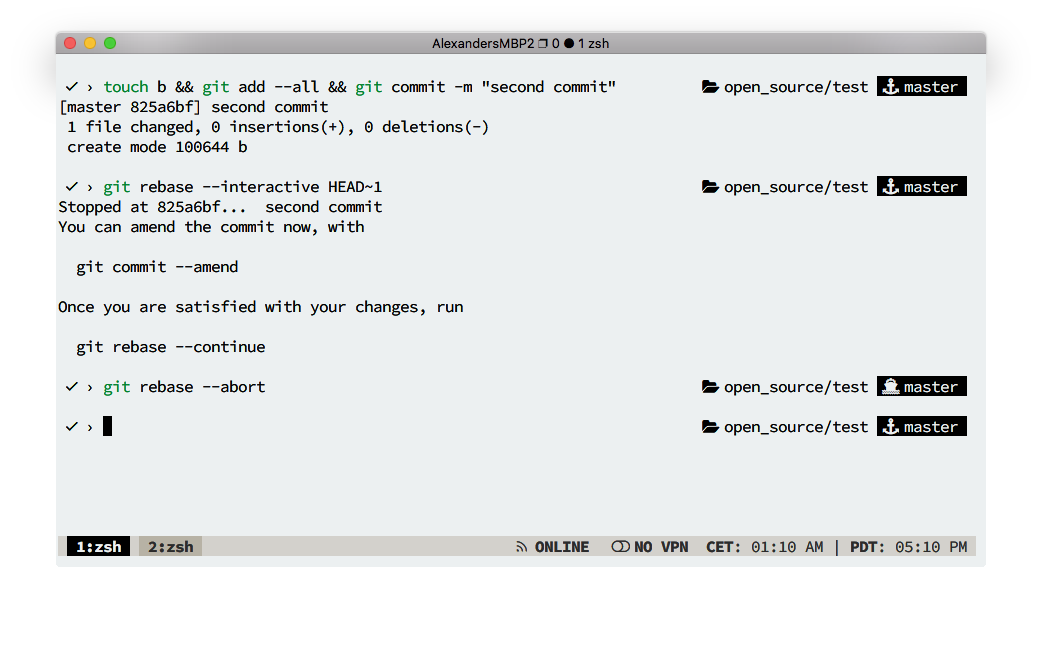 AlexandersMBP2 ❐ 0 ● 1 zsh
✓ › touch b && git add --all && git commit -m "second commit" open_source/test master
[master 825a6bf] second commit
1 file changed, 0 insertions(+), 0 deletions(-)
create mode 100644 b
✓ › git rebase --interactive HEAD~1 open_source/test master
Stopped at 825a6bf... second commit
You can amend the commit now, with
git commit --amend
Once you are satisfied with your changes, run
git rebase --continue
✓ › git rebase --abort open_source/test master
✓ › open_source/test master
1:zsh 2:zsh ONLINE NO VPN CET: 01:10 AM | PDT: 05:10 PM